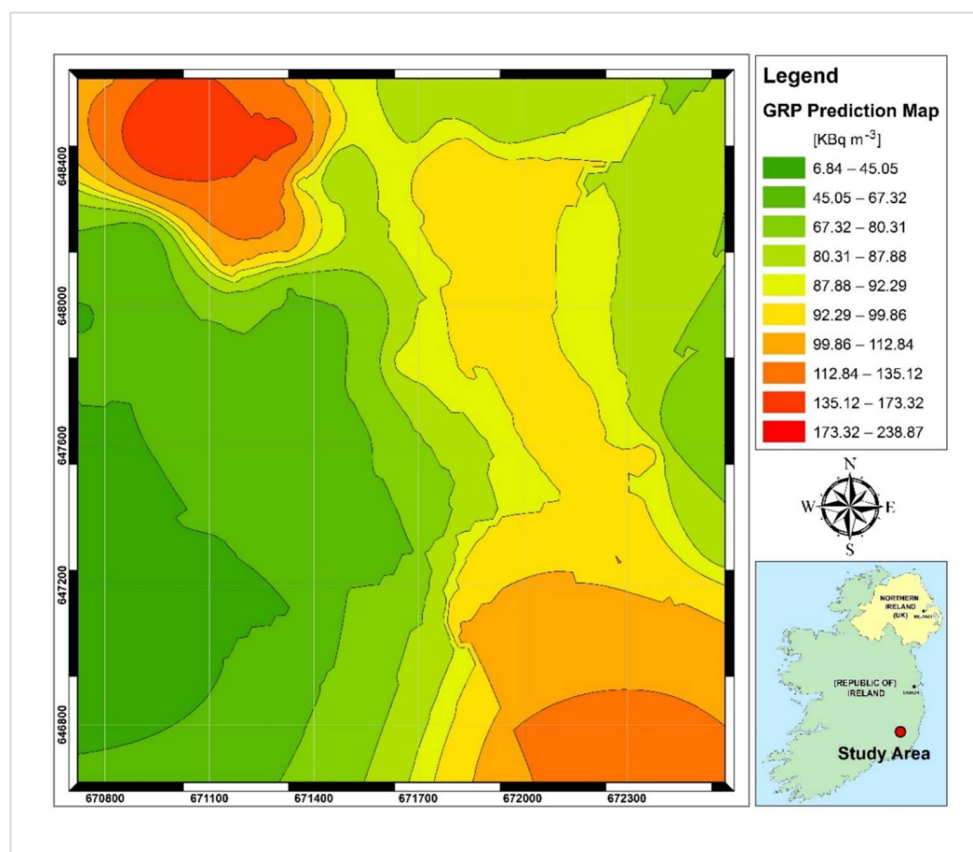 Legend
GRP Prediction Map
[KBq m⁻³]
6.84 – 45.05
45.05 – 67.32
67.32 – 80.31
80.31 – 87.88
87.88 – 92.29
92.29 – 99.86
99.86 – 112.84
112.84 – 135.12
135.12 – 173.32
173.32 – 238.87
648400
648000
647600
647200
646800
670800
671100
671400
671700
672000
672300
N
W
E
S
NORTHERN
IRELAND
(UK)
(REPUBLIC OF)
IRELAND
Study Area